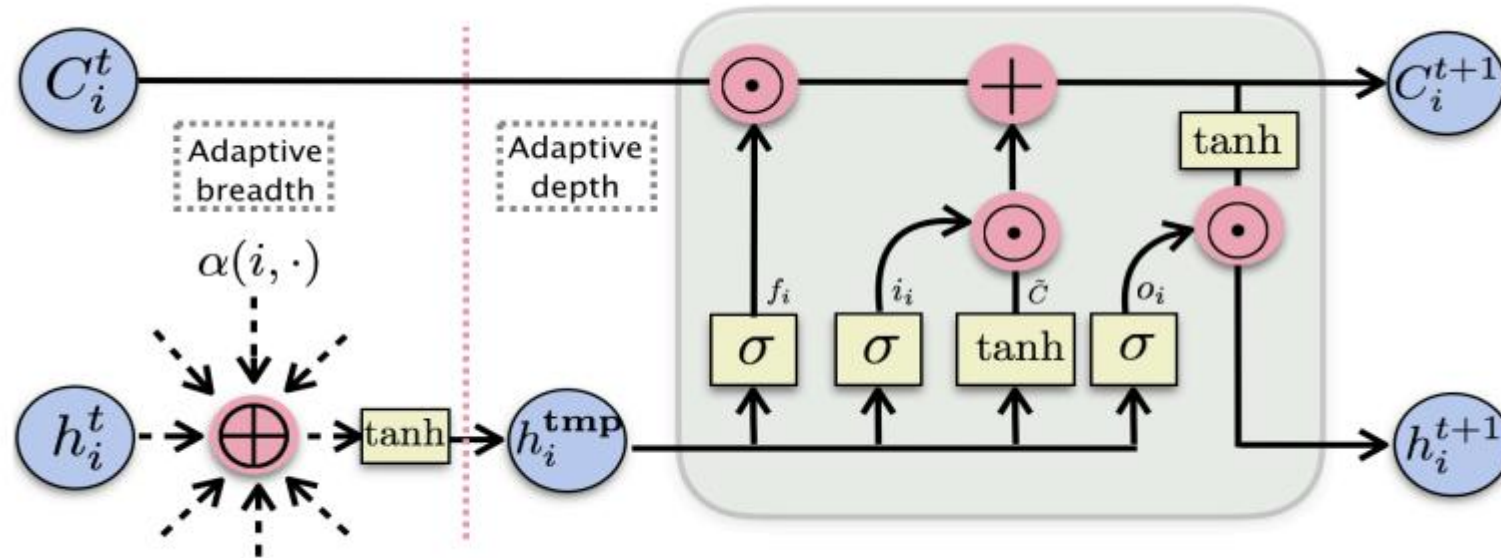 C_i^t
C_i^{t+1}
Adaptive
breadth
Adaptive
depth
tanh
α(i, ·)
f_i
i_i
C̃
o_i
σ
σ
tanh
σ
h_i^t
tanh
h_i^{tmp}
h_i^{t+1}